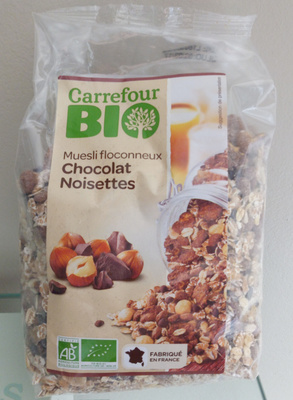 Carrefour
BIO
Muesli floconneux
Chocolat
Noisettes
AB
FABRIQUÉ
EN FRANCE